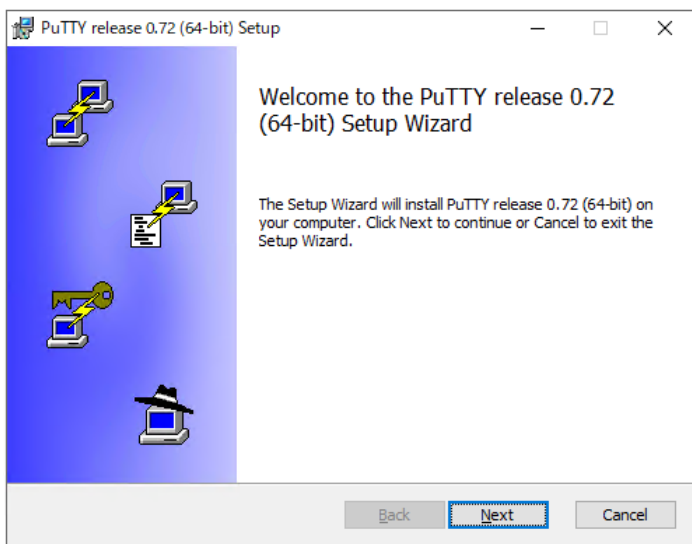 PuTTY release 0.72 (64-bit) Setup
Welcome to the PuTTY release 0.72
(64-bit) Setup Wizard
The Setup Wizard will install PuTTY release 0.72 (64-bit) on
your computer. Click Next to continue or Cancel to exit the
Setup Wizard.
Back
Next
Cancel